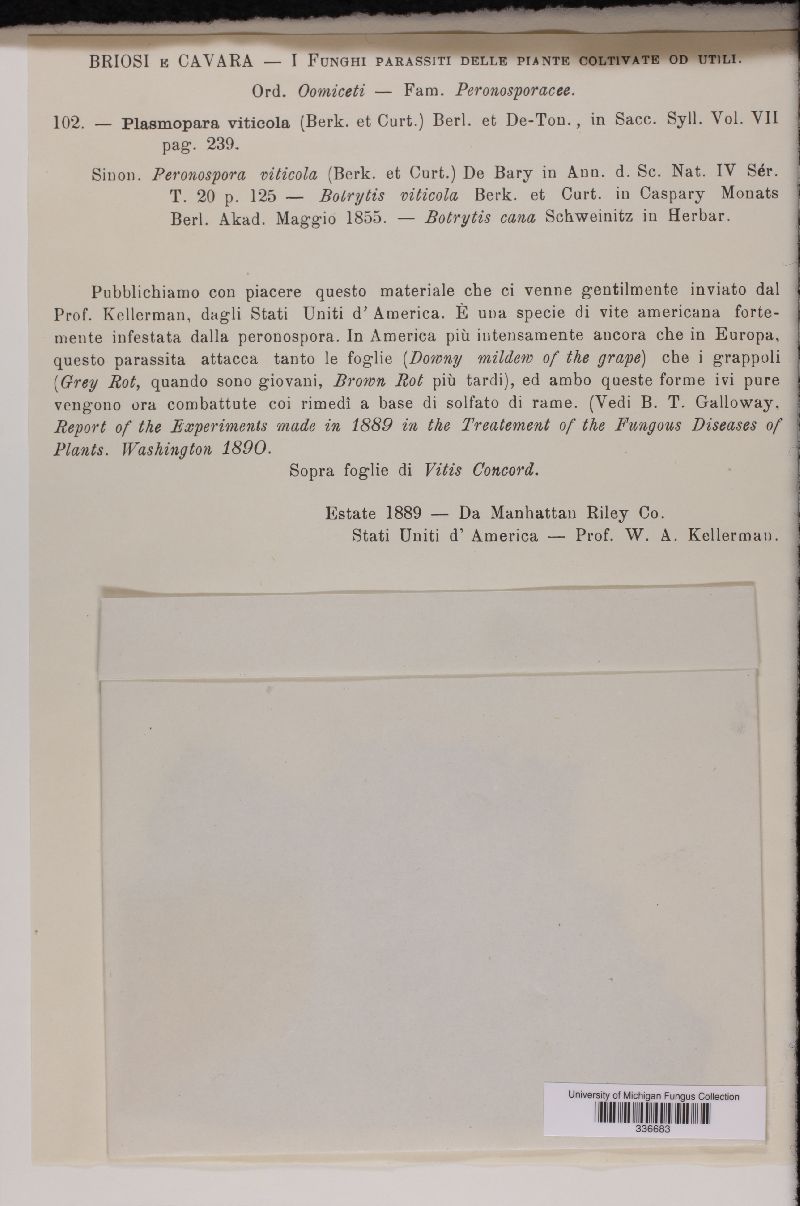 BRIOSI E CAVARA — I FUNGHI PARASSITI DELLE PIANTE COLTIVATE OD UTILI.
Ord. Oomiceti — Fam. Peronosporacee.
102. — Plasmopara viticola (Berk. et Curt.) Berl. et De-Ton., in Sacc. Syll. Vol. VII
pag. 239.
Sinon. Peronospora viticola (Berk. et Curt.) De Bary in Ann. d. Sc. Nat. IV Sér.
T. 20 p. 125 — Botrytis viticola Berk. et Curt. in Caspary Monats
Berl. Akad. Maggio 1855. — Botrytis cana Schweinitz in Herbar.
Pubblichiamo con piacere questo materiale che ci venne gentilmente inviato dal
Prof. Kellerman, dagli Stati Uniti d' America. È una specie di vite americana forte-
mente infestata dalla peronospora. In America più intensamente ancora che in Europa,
questo parassita attacca tanto le foglie (Downy mildew of the grape) che i grappoli
(Grey Rot, quando sono giovani, Brown Rot più tardi), ed ambo queste forme ivi pure
vengono ora combattute coi rimedî a base di solfato di rame. (Vedi B. T. Galloway,
Report of the Experiments made in 1889 in the Treatement of the Fungous Diseases of
Plants. Washington 1890.
Sopra foglie di Vitis Concord.
Estate 1889 — Da Manhattan Riley Co.
Stati Uniti d' America — Prof. W. A. Kellerman.
University of Michigan Fungus Collection
336683